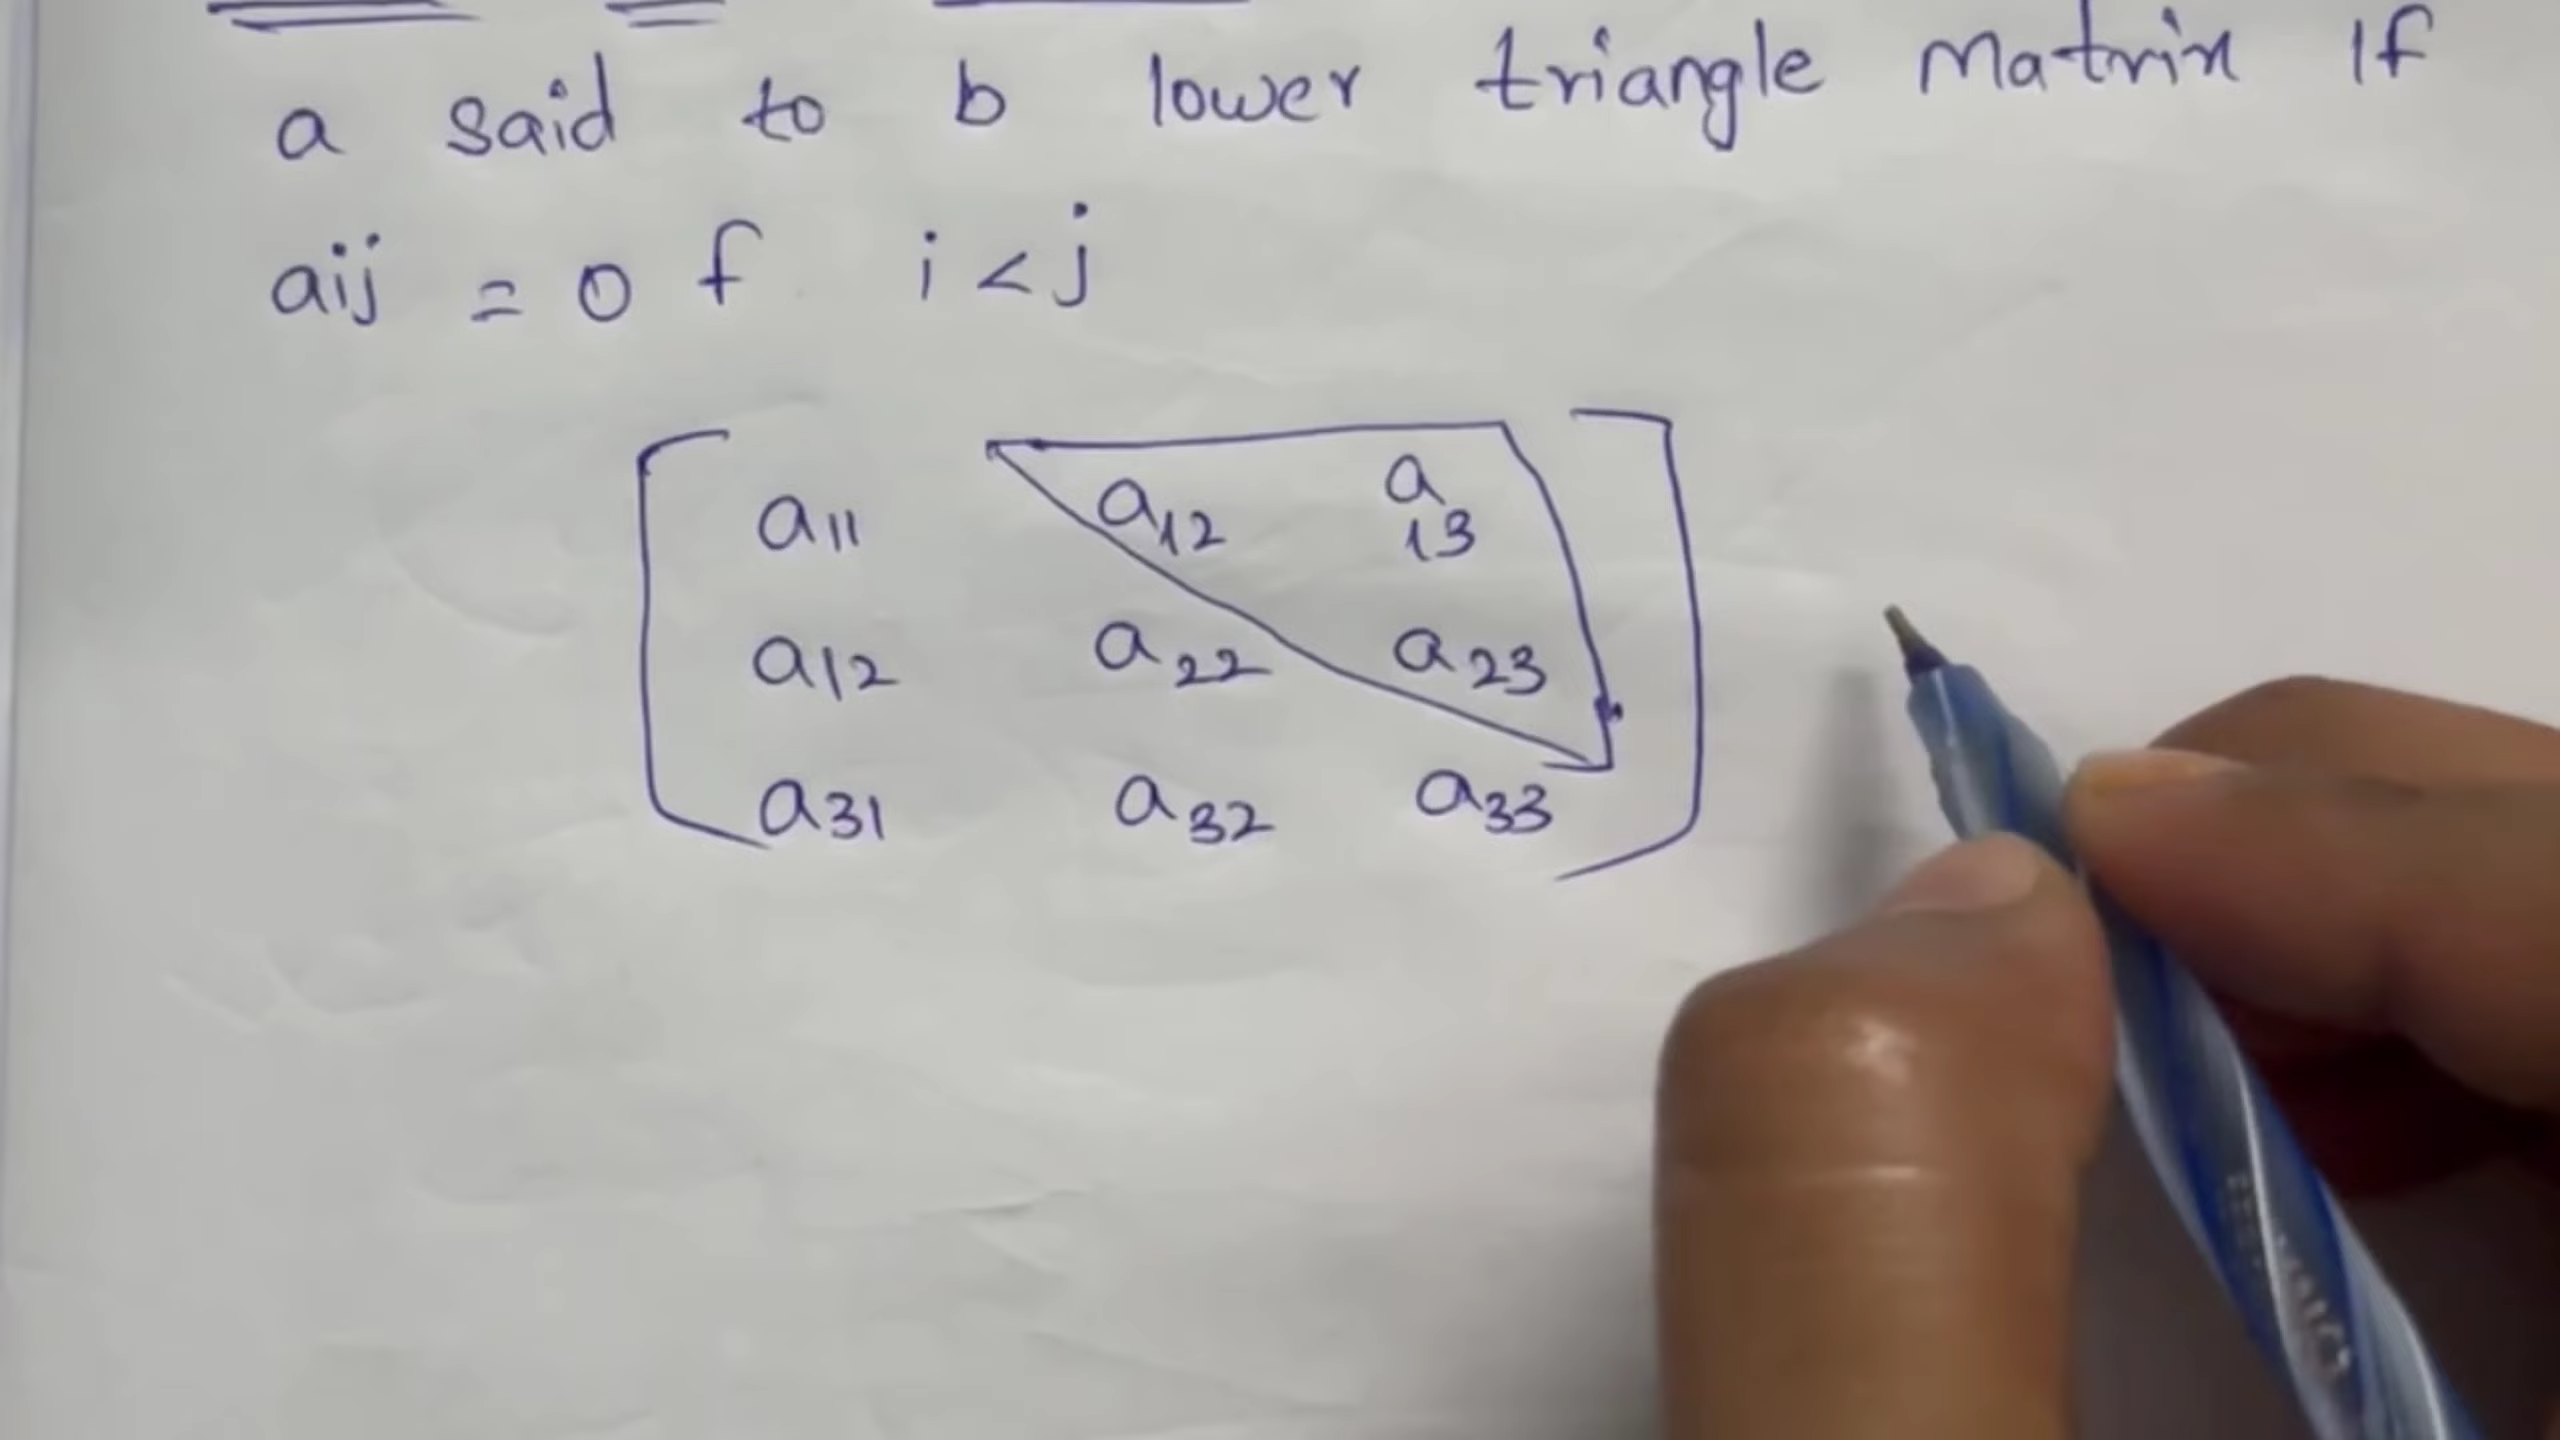 a said to b lower triangle Matrix If
aij = 0 f i < j
a11 a12 a13
a12 a22 a23
a31 a32 a33